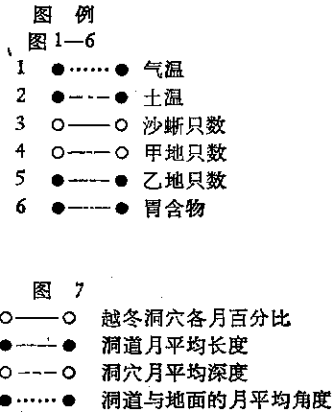 图 例
图1—6
1 气温
2 土温
3 沙蜥只数
4 甲地只数
5 乙地只数
6 胃含物
图 7
越冬洞穴各月百分比
洞道月平均长度
洞穴月平均深度
洞道与地面的月平均角度